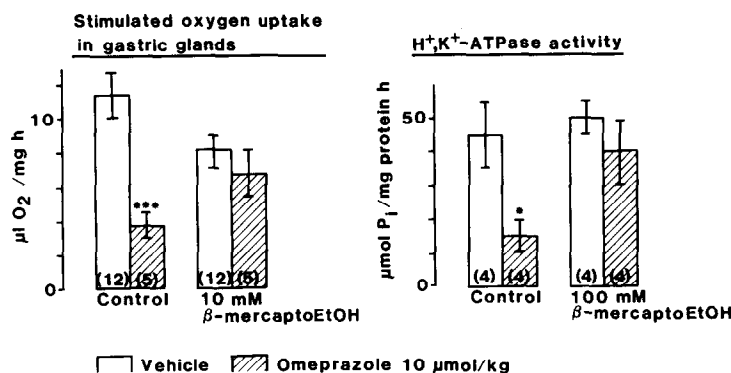 Stimulated oxygen uptake
in gastric glands
μl O₂ /mg h
10
0
***
(12) (5)
(12) (5)
Control
10 mM
β-mercaptoEtOH
H⁺,K⁺-ATPase activity
μmol Pᵢ/mg protein h
50
0
*
(4) (4)
(4) (4)
Control
100 mM
β-mercaptoEtOH
Vehicle
Omeprazole 10 μmol/kg